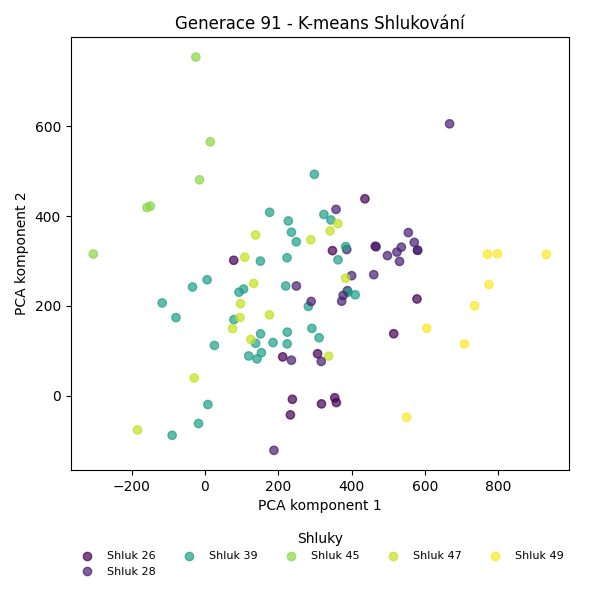 Generace 91 - K-means Shlukování
PCA komponent 2
600
400
200
0
−200
0
200
400
600
800
PCA komponent 1
Shluky
Shluk 26
Shluk 39
Shluk 45
Shluk 47
Shluk 49
Shluk 28